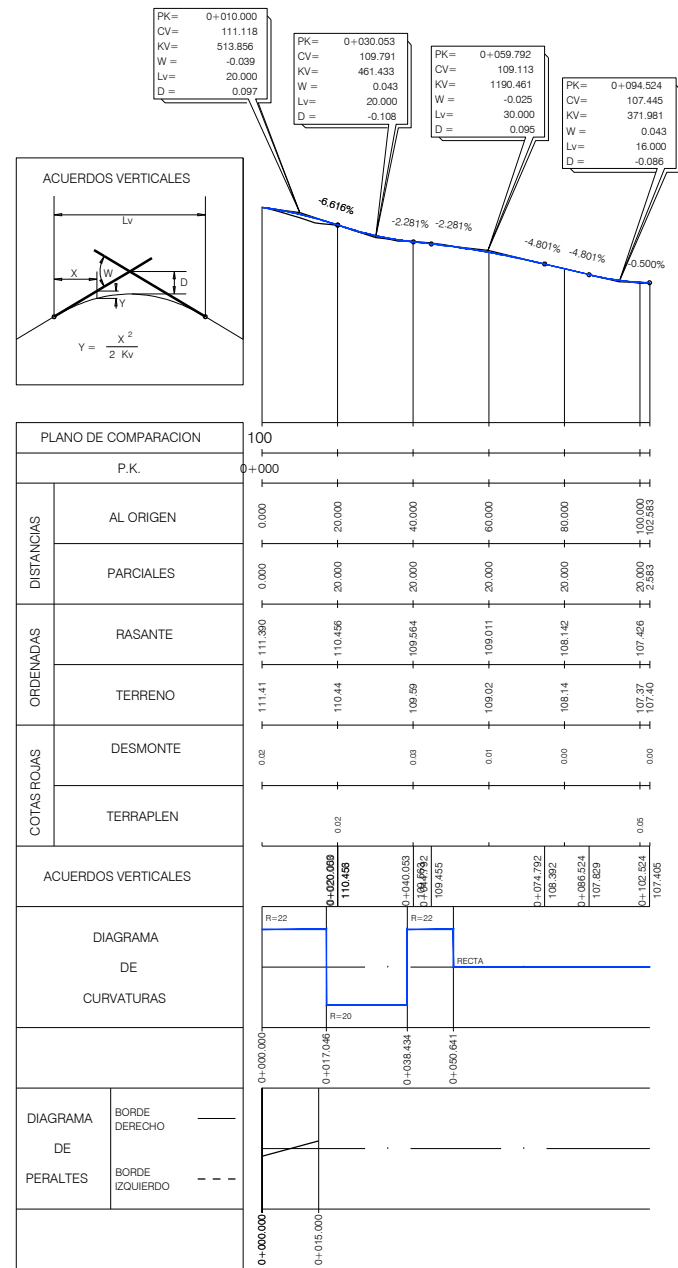 PK= 0+010.000
CV= 111.118
KV= 513.856
W = -0.039
Lv= 20.000
D = 0.097
PK= 0+030.053
CV= 109.791
KV= 461.433
W = 0.043
Lv= 20.000
D = -0.108
PK= 0+059.792
CV= 109.113
KV= 1190.461
W = -0.025
Lv= 30.000
D = 0.095
PK= 0+094.524
CV= 107.445
KV= 371.981
W = 0.043
Lv= 16.000
D = -0.086
ACUERDOS VERTICALES
Lv
X
W
D
Y
Y = X 2
2 Kv
-6.616%
-2.281% -2.281%
-4.801% -4.801%
-0.500%
PLANO DE COMPARACION 100
P.K. 0+000
DISTANCIAS
AL ORIGEN 0.000 20.000 40.000 60.000 80.000 100.000 102.583
PARCIALES 0.000 20.000 20.000 20.000 20.000 20.000 2.583
ORDENADAS
RASANTE 111.390 110.456 109.564 109.011 108.142 107.426
TERRENO 111.41 110.44 109.59 109.02 108.14 107.37 107.40
COTAS ROJAS
DESMONTE 0.02 0.03 0.01 0.00 0.00
TERRAPLEN 0.02 0.05
ACUERDOS VERTICALES
0+040.053
109.455
0+074.792
108.392
0+086.524
107.829
0+102.524
107.405
DIAGRAMA
DE
CURVATURAS
R=22
R=20
R=22
RECTA
0+000.000
0+017.046
0+038.434
0+050.641
DIAGRAMA
DE
PERALTES
BORDE
DERECHO
BORDE
IZQUIERDO
0+000.000
0+015.000